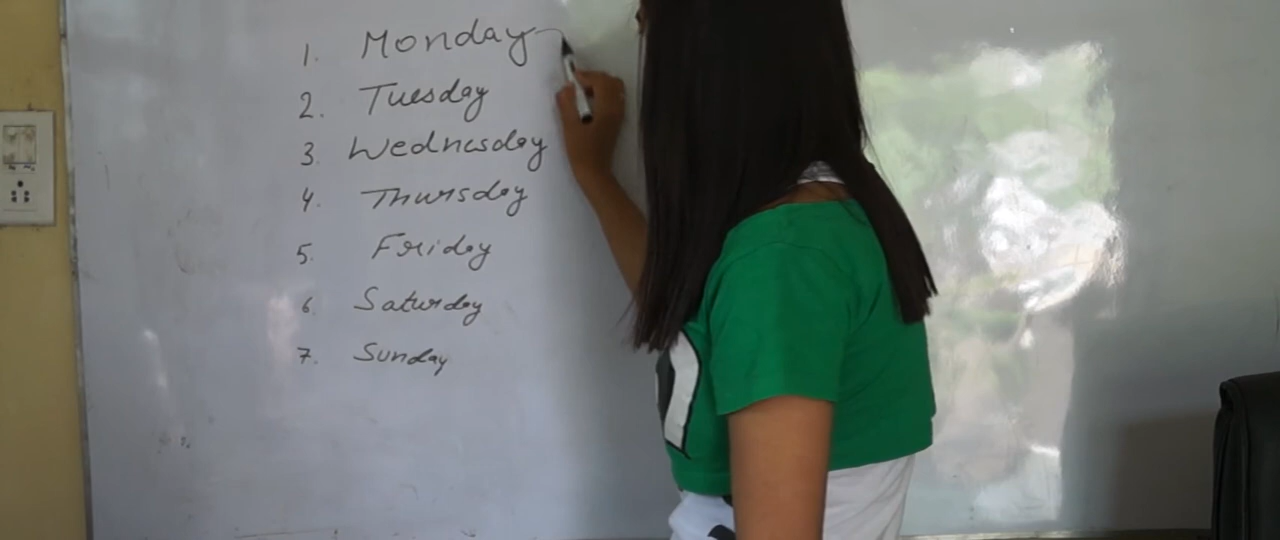 1. Monday
2. Tuesday
3. Wednesday
4. Thursday
5. Friday
6. Saturday
7. Sunday